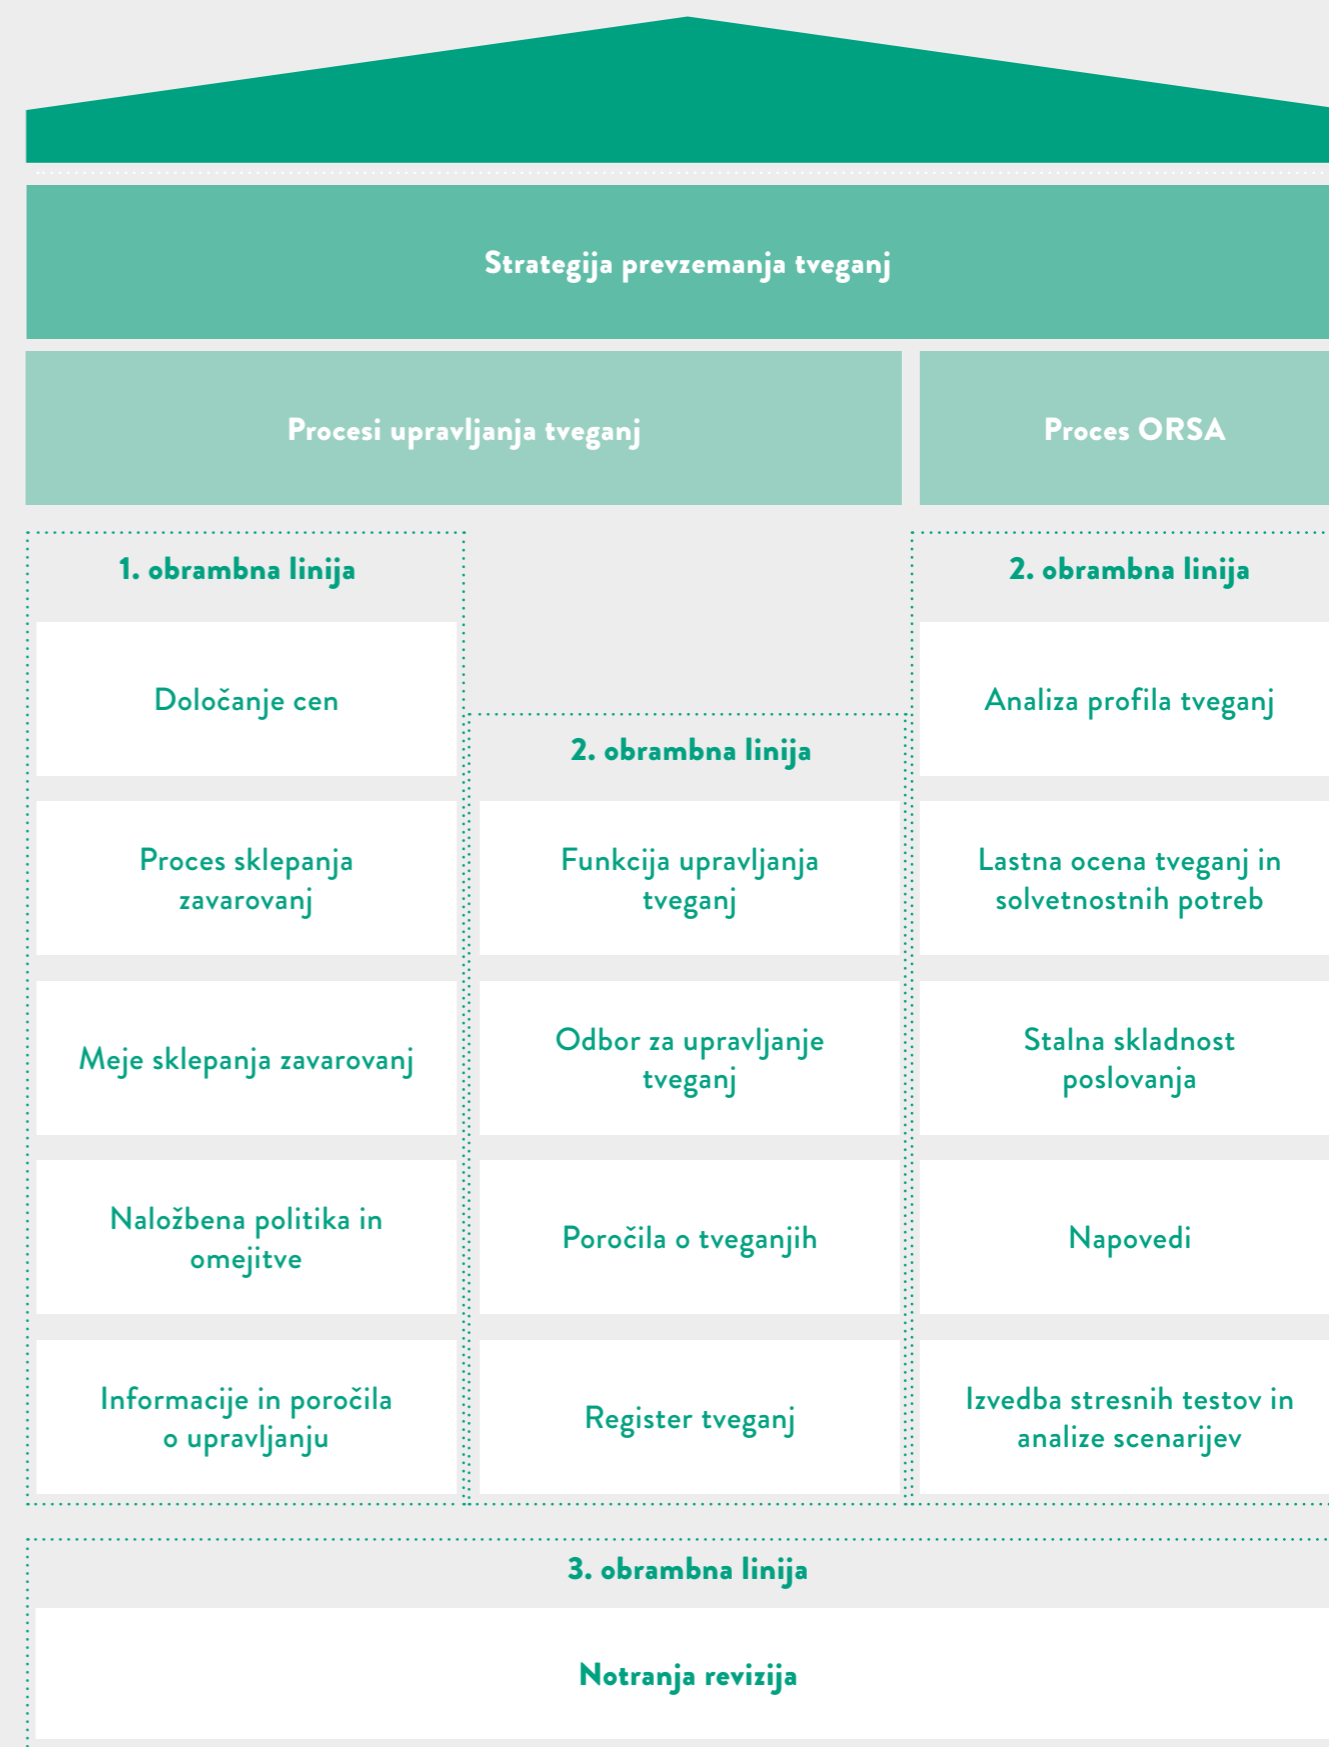 Strategija prevzemanja tveganj
Procesi upravljanja tveganj
Proces ORSA
1. obrambna linija
Določanje cen
Proces sklepanja
zavarovanj
Meje sklepanja zavarovanj
Naložbena politika in
omejitve
Informacije in poročila
o upravljanju
2. obrambna linija
Funkcija upravljanja
tveganj
Odbor za upravljanje
tveganj
Poročila o tveganjih
Register tveganj
2. obrambna linija
Analiza profila tveganj
Lastna ocena tveganj in
solvetnostnih potreb
Stalna skladnost
poslovanja
Napovedi
Izvedba stresnih testov in
analize scenarijev
3. obrambna linija
Notranja revizija